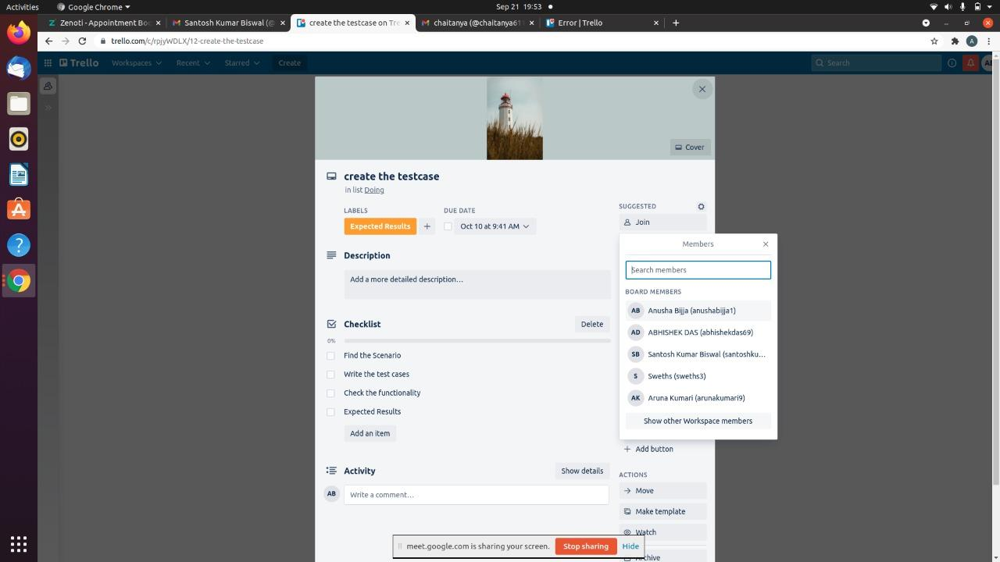 Activities
Google Chrome
Sep 21 19:53
Zenoti - Appointment Boo
Santosh Kumar Biswal (@
create the testcase on Tre
chaitanya (@chaitanya61
Error | Trello
trello.com/c/rpjyWDLX/12-create-the-testcase
A
Trello
Workspaces
Recent
Starred
Create
Search
AB
Cover
create the testcase
in list Doing
LABELS
DUE DATE
Expected Results
Oct 10 at 9:41 AM
SUGGESTED
Join
Description
Add a more detailed description…
Members
Search members
BOARD MEMBERS
AB Anusha Bijja (anushabijja1)
AD ABHISHEK DAS (abhishekdas69)
SB Santosh Kumar Biswal (santoshku…
S Sweths (sweths3)
AK Aruna Kumari (arunakumari9)
Show other Workspace members
Checklist
Delete
0%
Find the Scenario
Write the test cases
Check the functionality
Expected Results
Add an item
Add button
Activity
Show details
AB
Write a comment…
ACTIONS
Move
Make template
Watch
Archive
meet.google.com is sharing your screen.
Stop sharing
Hide